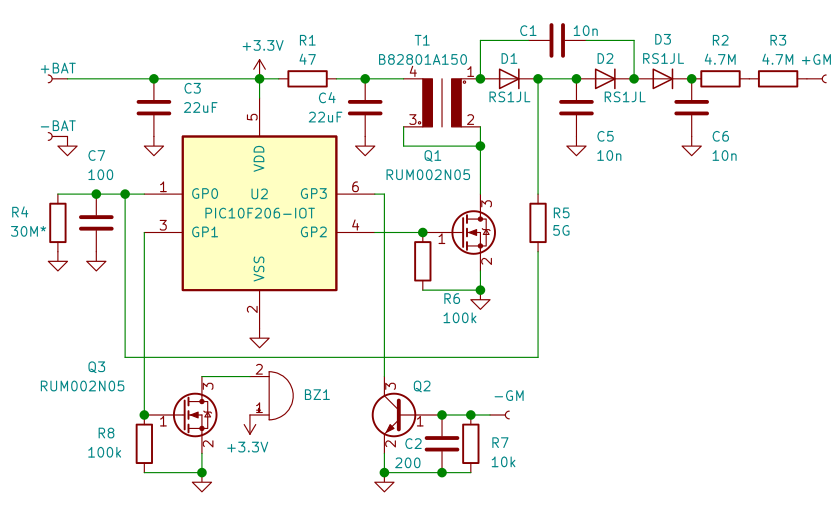 C1 10n
T1
B82801A150
D3
RS1JL
R2
4.7M
R3
4.7M
+GM
+3.3V
R1
47
D1
RS1JL
D2
RS1JL
+BAT
4
1
C3
22uF
C4
22uF
5
3
2
C5
10n
C6
10n
-BAT
C7
100
VDD
Q1
RUM002N05
1
GP0
U2
GP3
6
3
R4
30M*
PIC10F206-IOT
3
GP1
GP2
4
1
R5
5G
VSS
2
R6
100k
2
Q3
RUM002N05
3
2
BZ1
1
+3.3V
1
2
R8
100k
Q2
3
1
2
-GM
C2
200
R7
10k